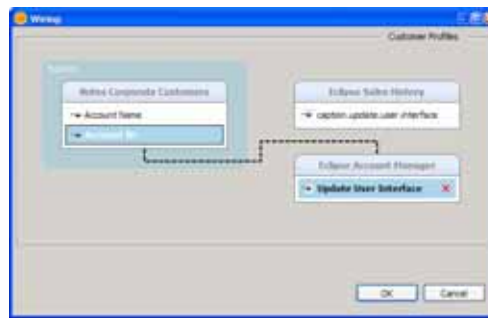 Wiring
Customer Profiles
Notes Corporate Customers
Account Name
Eclipse Sales History
caption.update.user interface
Eclipse Account Manager
Update User Interface
OK
Cancel